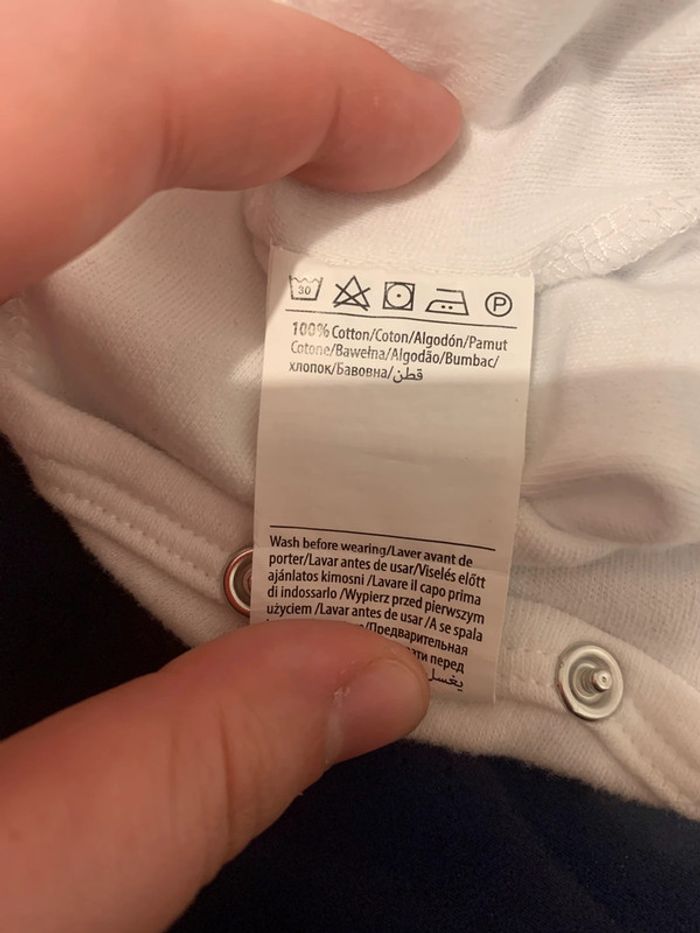 30
P
100% Cotton/Coton/Algodón/Pamut
Cotone/Bawełna/Algodão/Bumbac/
хлопок/Бавовна/قطن
Wash before wearing/Laver avant de
porter/Lavar antes de usar/Viselés előtt
ajánlatos kimosni /Lavare il capo prima
di indossarlo /Wypierz przed pierwszym
użyciem /Lavar antes de usar /A se spala
/Предварительная
перед